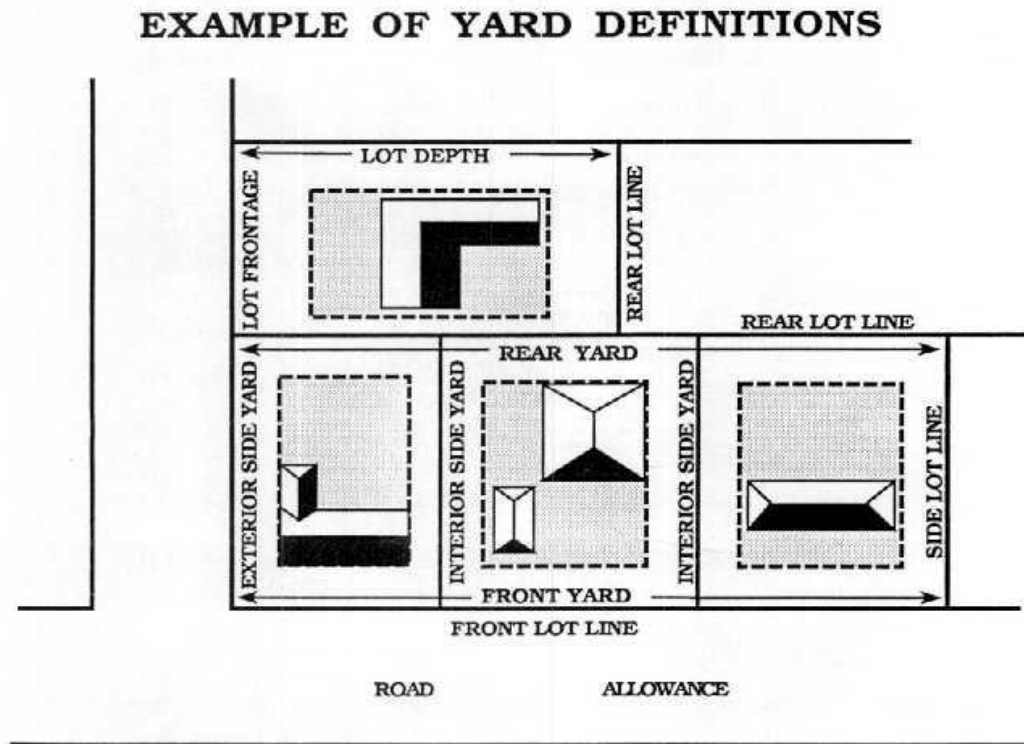 EXAMPLE OF YARD DEFINITIONS
LOT DEPTH
LOT FRONTAGE
REAR LOT LINE
REAR LOT LINE
REAR YARD
EXTERIOR SIDE YARD
INTERIOR SIDE YARD
INTERIOR SIDE YARD
SIDE LOT LINE
FRONT YARD
FRONT LOT LINE
ROAD ALLOWANCE